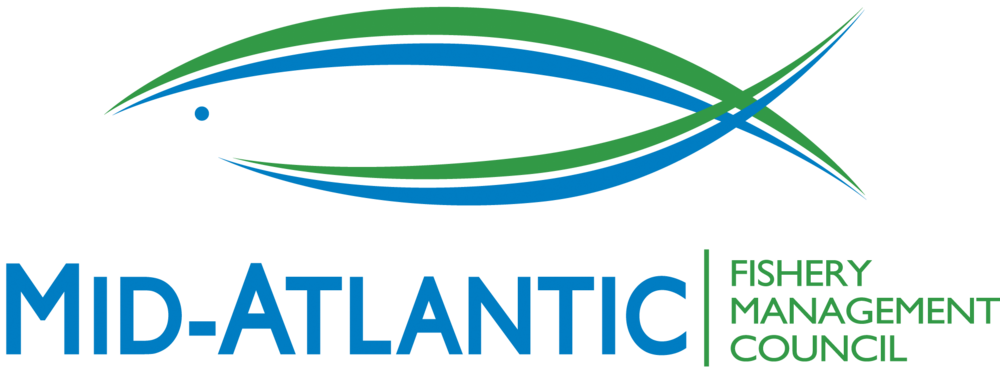 MID-ATLANTIC
FISHERY
MANAGEMENT
COUNCIL